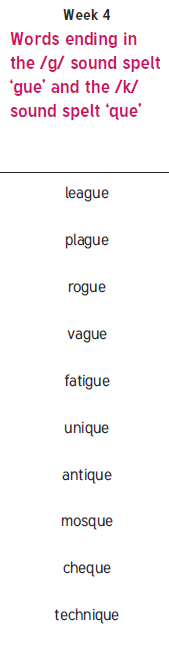 Week 4
Words ending in
the /g/ sound spelt
‘gue’ and the /k/
sound spelt ‘que’
league
plague
rogue
vague
fatigue
unique
antique
mosque
cheque
technique